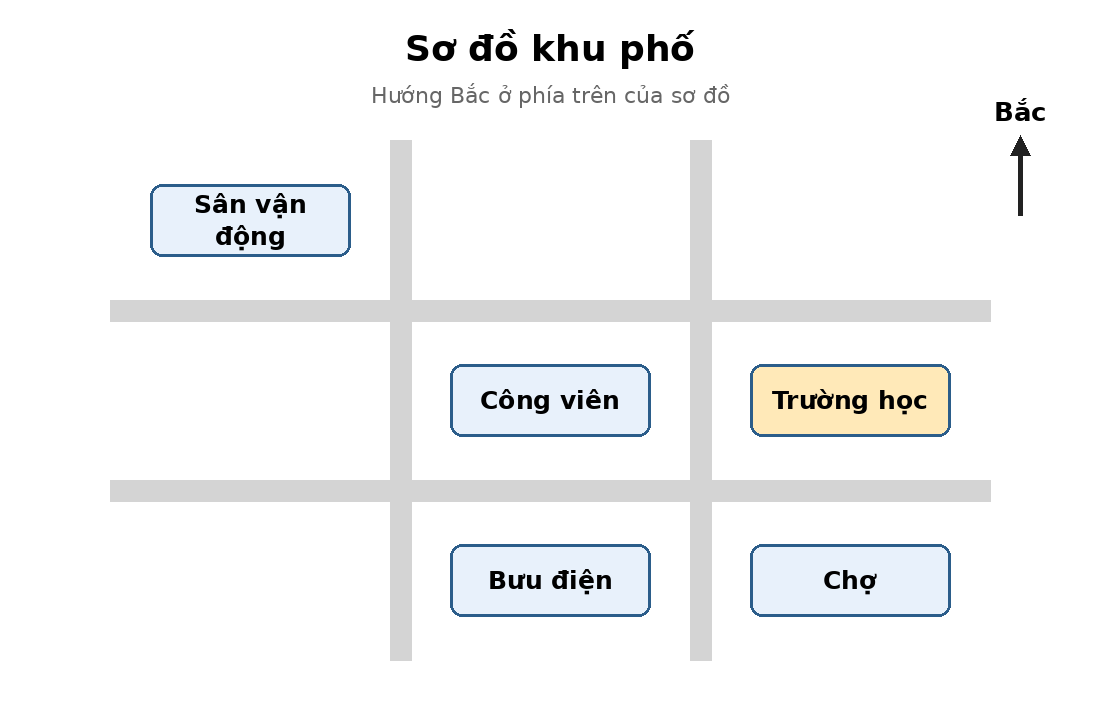 Sơ đồ khu phố
Hướng Bắc ở phía trên của sơ đồ
Bắc
Sân vận
động
Công viên
Trường học
Bưu điện
Chợ